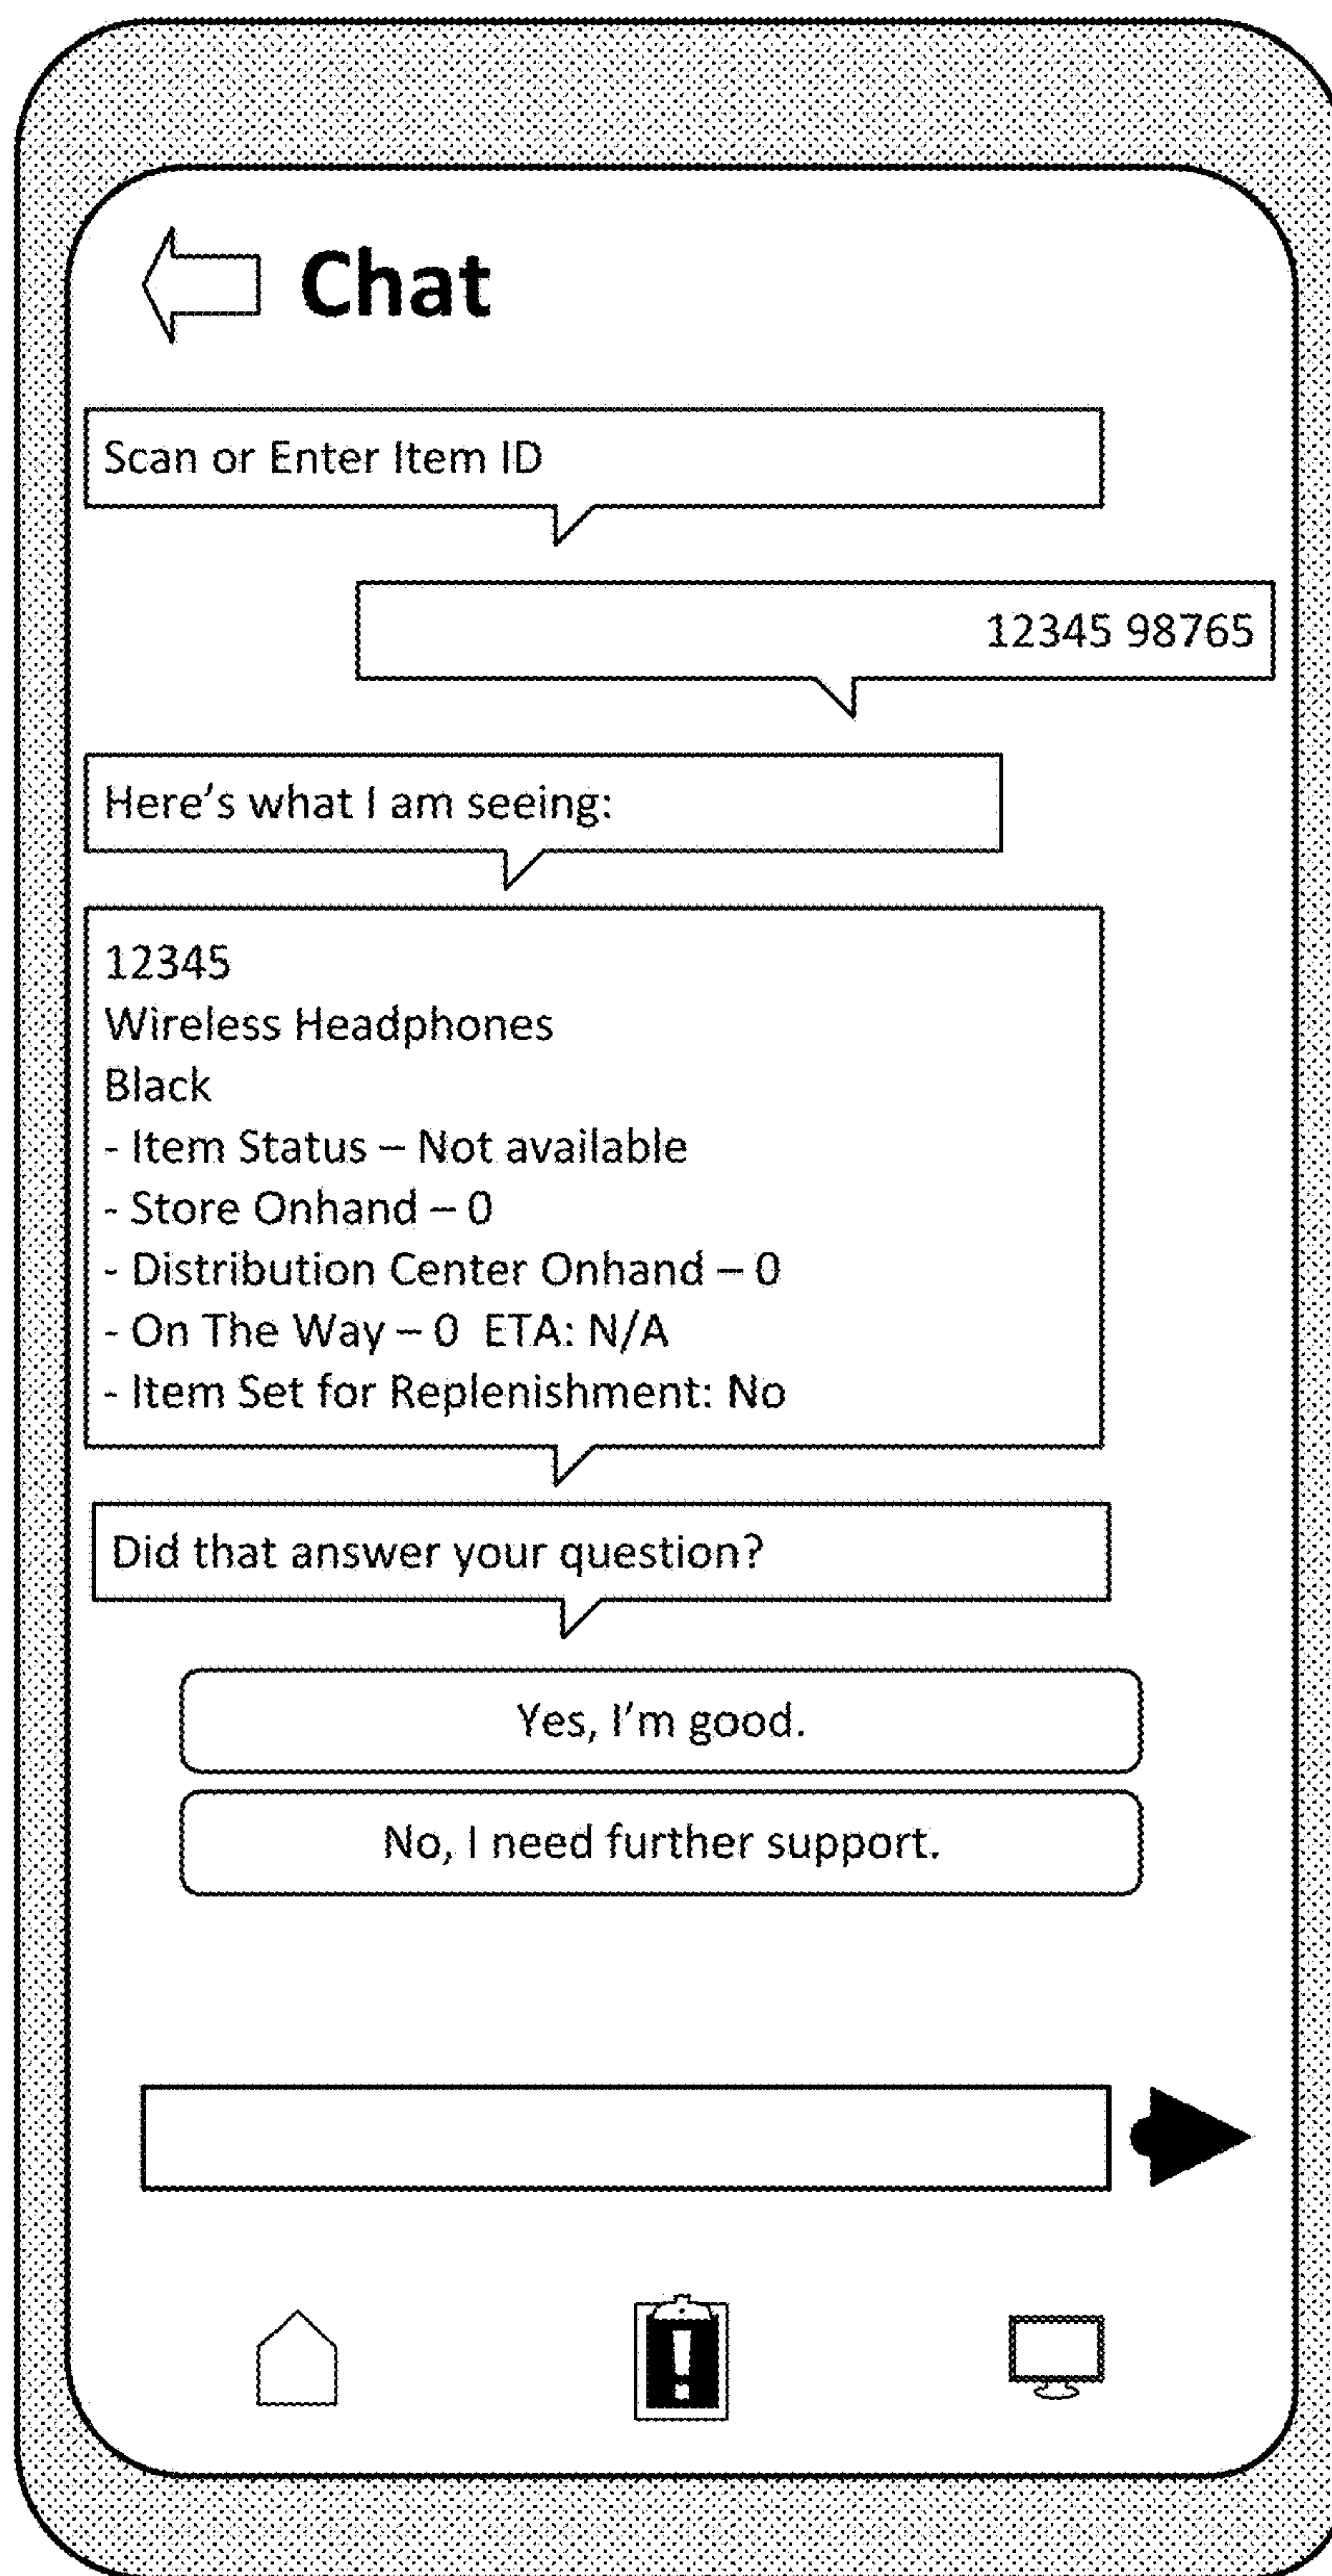 Chat
Scan or Enter Item ID
12345 98765
Here's what I am seeing:
12345
Wireless Headphones
Black
- Item Status – Not available
- Store Onhand – 0
- Distribution Center Onhand – 0
- On The Way – 0  ETA: N/A
- Item Set for Replenishment: No
Did that answer your question?
Yes, I'm good.
No, I need further support.